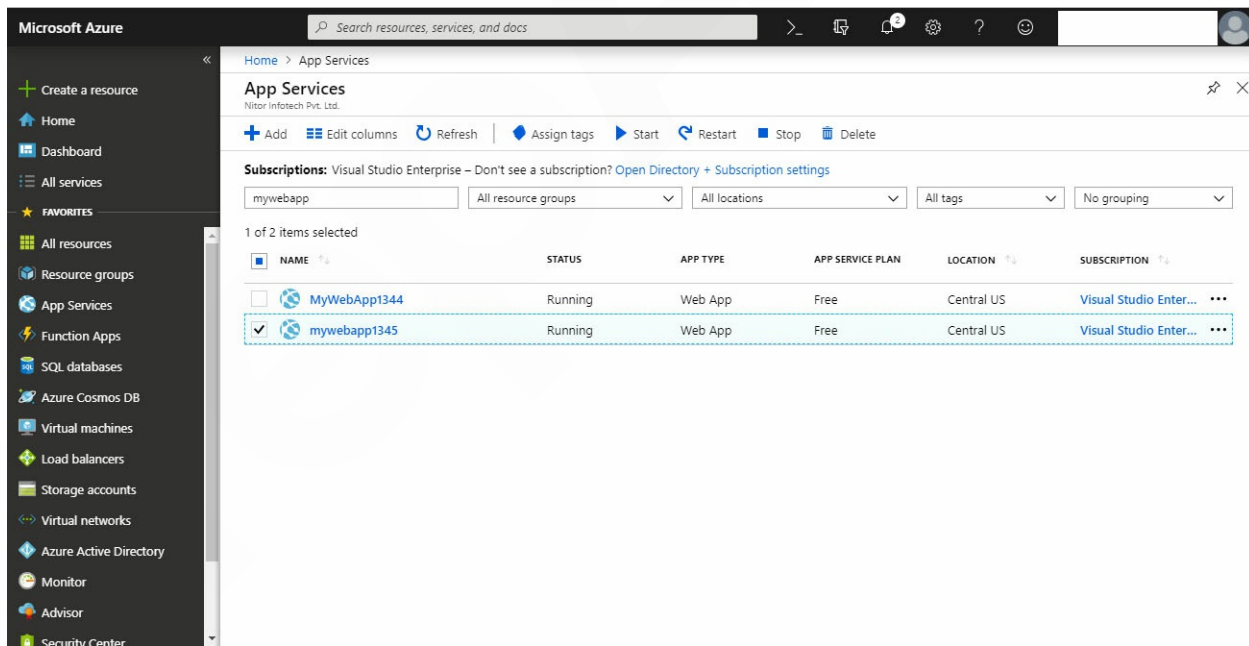 Microsoft Azure
Search resources, services, and docs
2
Home > App Services
App Services
Nitor Infotech Pvt. Ltd.
Create a resource
Home
Dashboard
All services
FAVORITES
All resources
Resource groups
App Services
Function Apps
SQL databases
Azure Cosmos DB
Virtual machines
Load balancers
Storage accounts
Virtual networks
Azure Active Directory
Monitor
Advisor
Security Center
Add Edit columns Refresh Assign tags Start Restart Stop Delete
Subscriptions: Visual Studio Enterprise – Don't see a subscription? Open Directory + Subscription settings
mywebapp All resource groups All locations All tags No grouping
1 of 2 items selected
NAME STATUS APP TYPE APP SERVICE PLAN LOCATION SUBSCRIPTION
MyWebApp1344 Running Web App Free Central US Visual Studio Enter... •••
mywebapp1345 Running Web App Free Central US Visual Studio Enter... •••